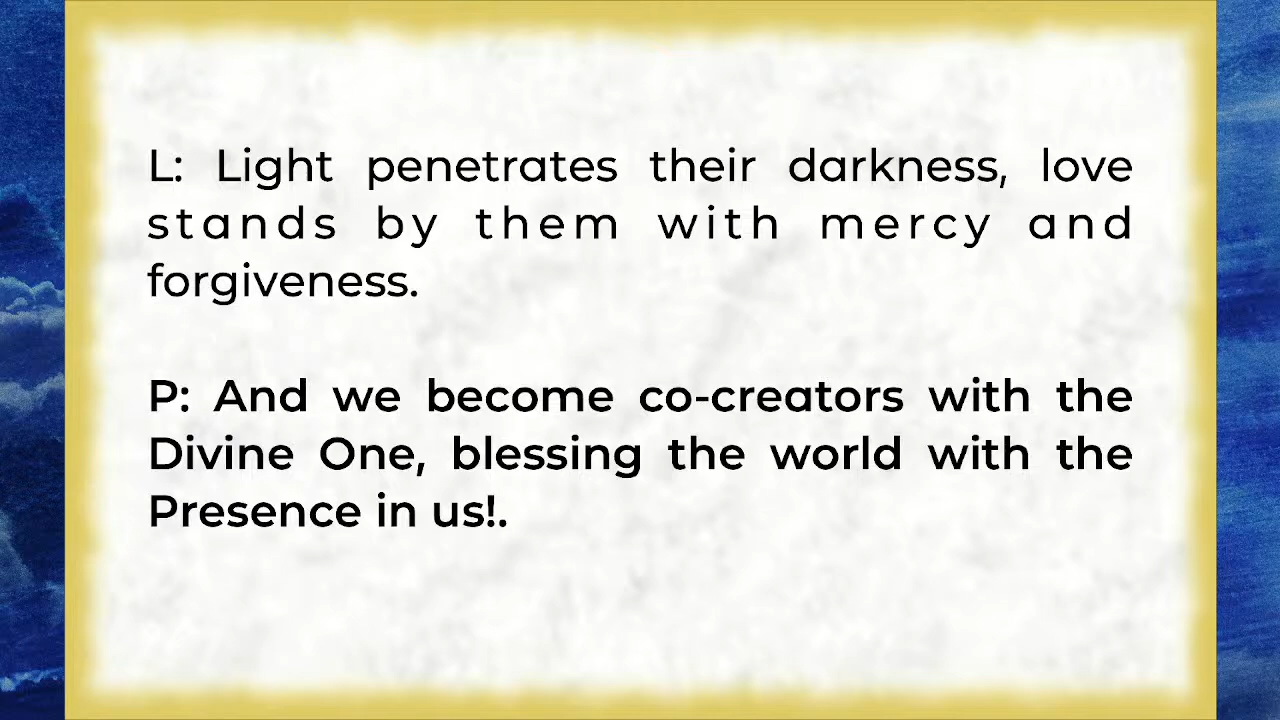 L: Light penetrates their darkness, love
stands by them with mercy and
forgiveness.
P: And we become co-creators with the
Divine One, blessing the world with the
Presence in us!.